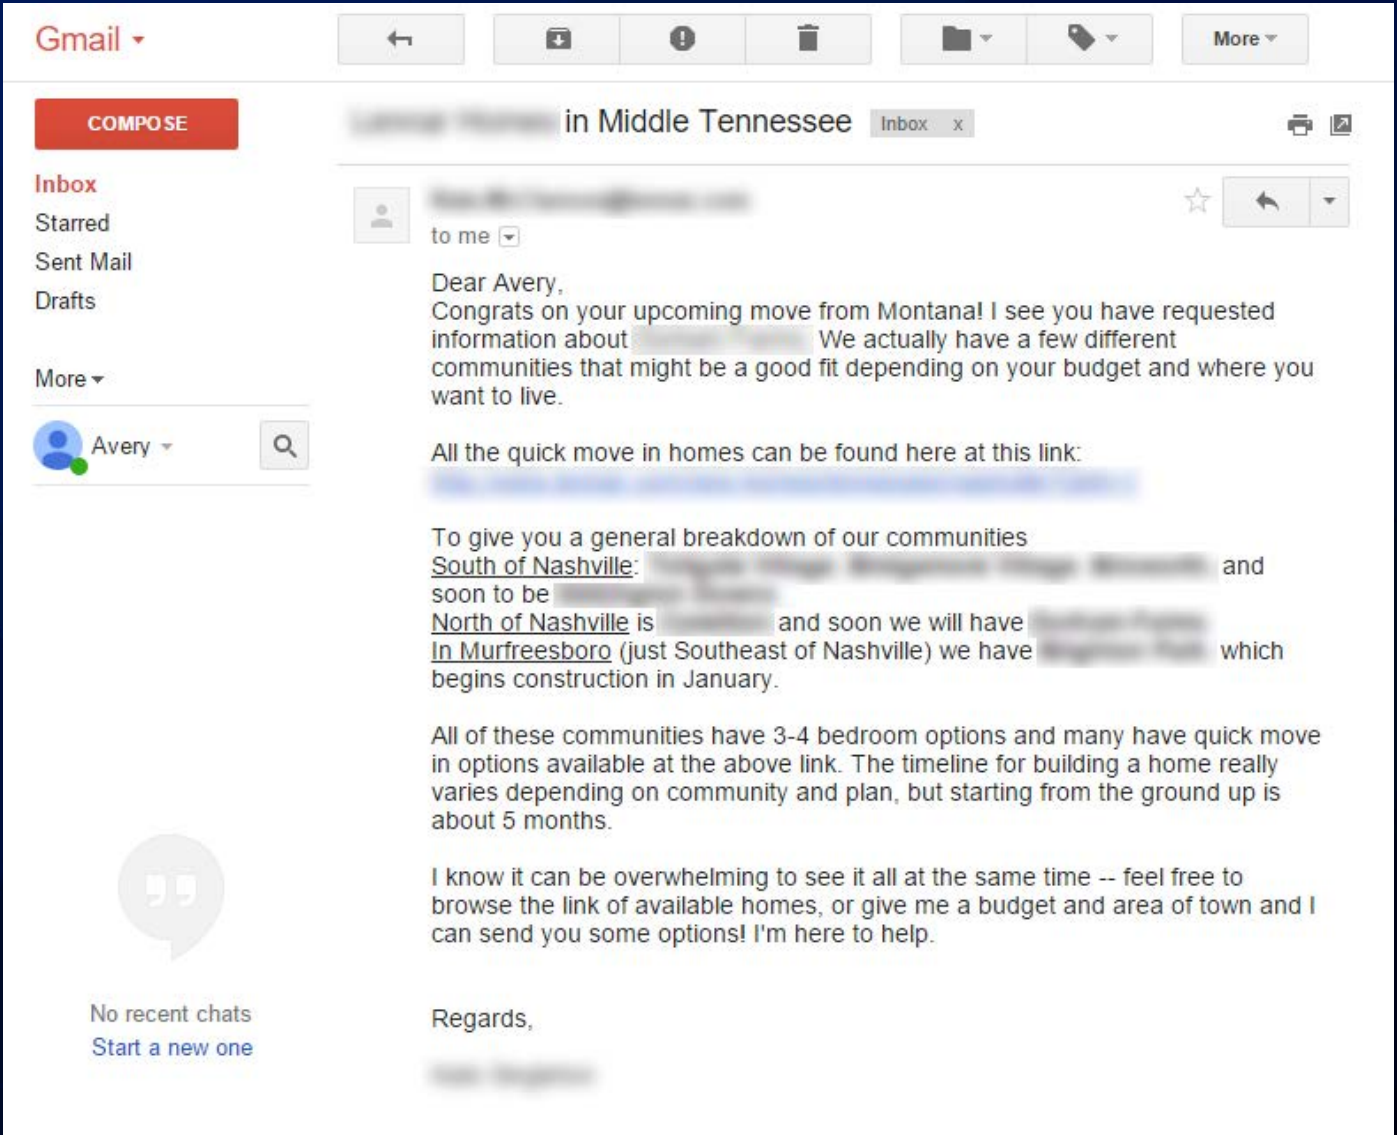 Gmail
More
COMPOSE
in Middle Tennessee Inbox x
Inbox
Starred
Sent Mail
Drafts
More
Avery
to me
Dear Avery,
Congrats on your upcoming move from Montana! I see you have requested
information about We actually have a few different
communities that might be a good fit depending on your budget and where you
want to live.
All the quick move in homes can be found here at this link:
To give you a general breakdown of our communities
South of Nashville: and
soon to be
North of Nashville is and soon we will have
In Murfreesboro (just Southeast of Nashville) we have which
begins construction in January.
All of these communities have 3-4 bedroom options and many have quick move
in options available at the above link. The timeline for building a home really
varies depending on community and plan, but starting from the ground up is
about 5 months.
I know it can be overwhelming to see it all at the same time -- feel free to
browse the link of available homes, or give me a budget and area of town and I
can send you some options! I'm here to help.
Regards,
No recent chats
Start a new one